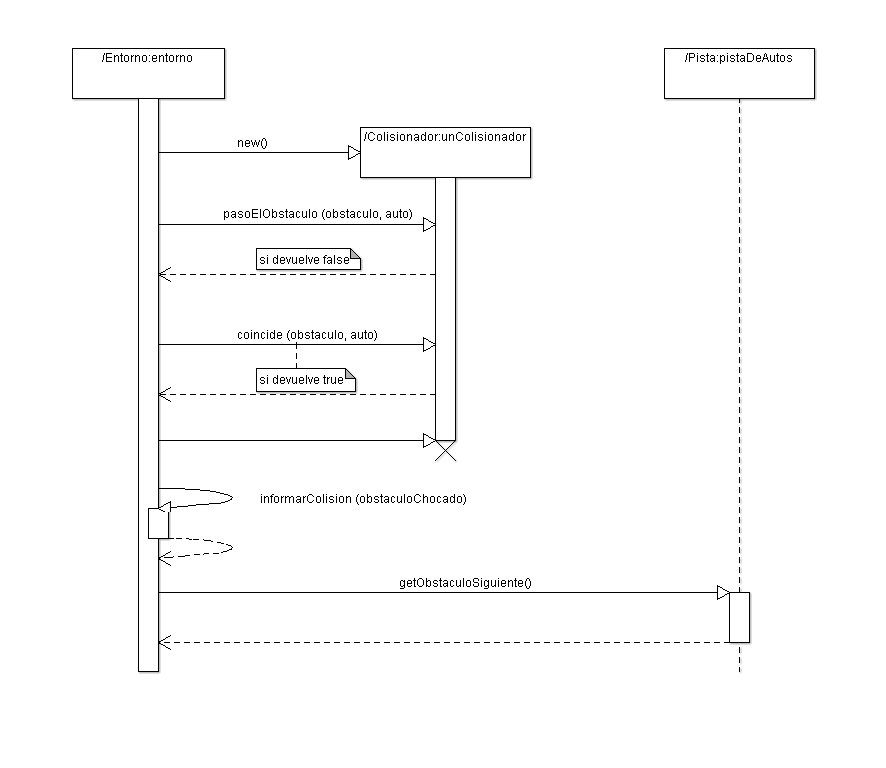 /Entorno:entorno
/Pista:pistaDeAutos
/Colisionador:unColisionador
new()
pasoElObstaculo (obstaculo, auto)
si devuelve false
coincide (obstaculo, auto)
si devuelve true
informarColision (obstaculoChocado)
getObstaculoSiguiente()